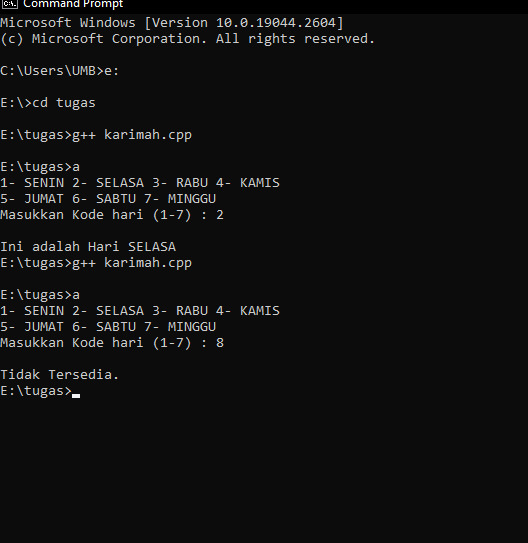 Command Prompt
Microsoft Windows [Version 10.0.19044.2604]
(c) Microsoft Corporation. All rights reserved.
C:\Users\UMB>e:
E:\>cd tugas
E:\tugas>g++ karimah.cpp
E:\tugas>a
1- SENIN 2- SELASA 3- RABU 4- KAMIS
5- JUMAT 6- SABTU 7- MINGGU
Masukkan Kode hari (1-7) : 2
Ini adalah Hari SELASA
E:\tugas>g++ karimah.cpp
E:\tugas>a
1- SENIN 2- SELASA 3- RABU 4- KAMIS
5- JUMAT 6- SABTU 7- MINGGU
Masukkan Kode hari (1-7) : 8
Tidak Tersedia.
E:\tugas>